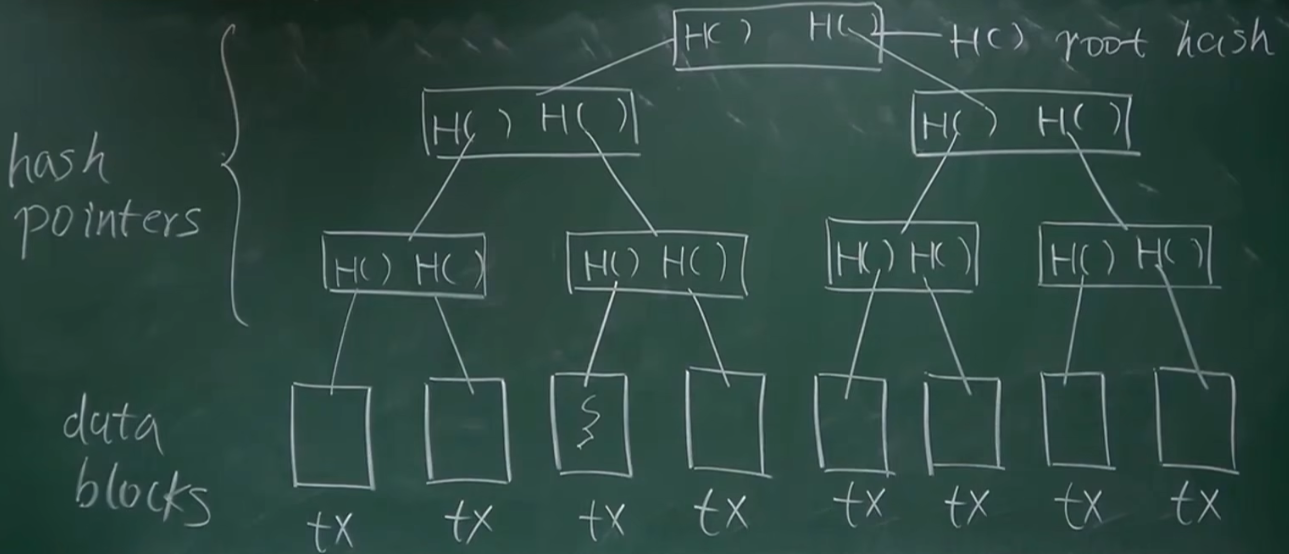 H( ) H( ) H( ) root hash
H( ) H( ) H( ) H( )
hash
pointers
H( ) H( ) H( ) H( ) H( ) H( ) H( ) H( )
data
blocks
tx tx tx tx tx tx tx tx